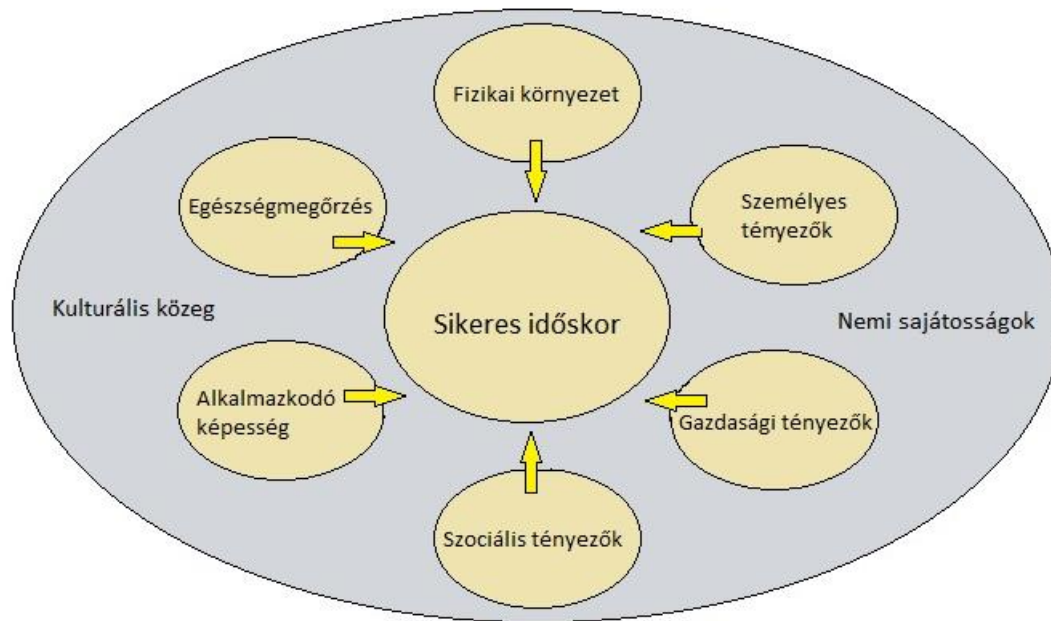 Fizikai környezet
Egészségmegőrzés
Személyes
tényezők
Kulturális közeg
Sikeres időskor
Nemi sajátosságok
Alkalmazkodó
képesség
Gazdasági tényezők
Szociális tényezők